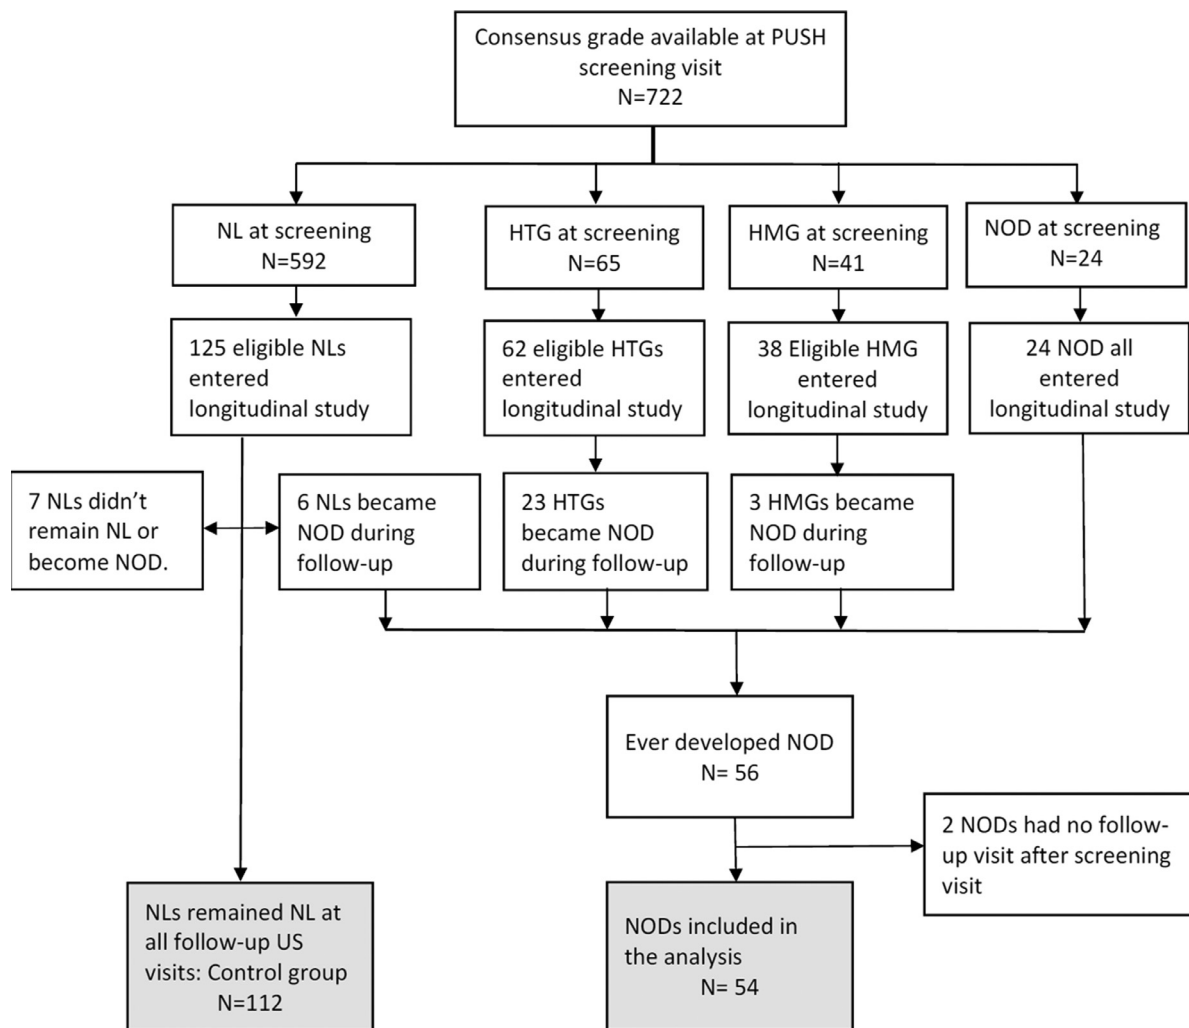 Consensus grade available at PUSH
screening visit
N=722
NL at screening
N=592
HTG at screening
N=65
HMG at screening
N=41
NOD at screening
N=24
125 eligible NLs
entered
longitudinal study
62 eligible HTGs
entered
longitudinal study
38 Eligible HMG
entered
longitudinal study
24 NOD all
entered
longitudinal study
7 NLs didn’t
remain NL or
become NOD.
6 NLs became
NOD during
follow-up
23 HTGs
became NOD
during follow-up
3 HMGs became
NOD during
follow-up
Ever developed NOD
N= 56
2 NODs had no follow-
up visit after screening
visit
NLs remained NL at
all follow-up US
visits: Control group
N=112
NODs included in
the analysis
N= 54